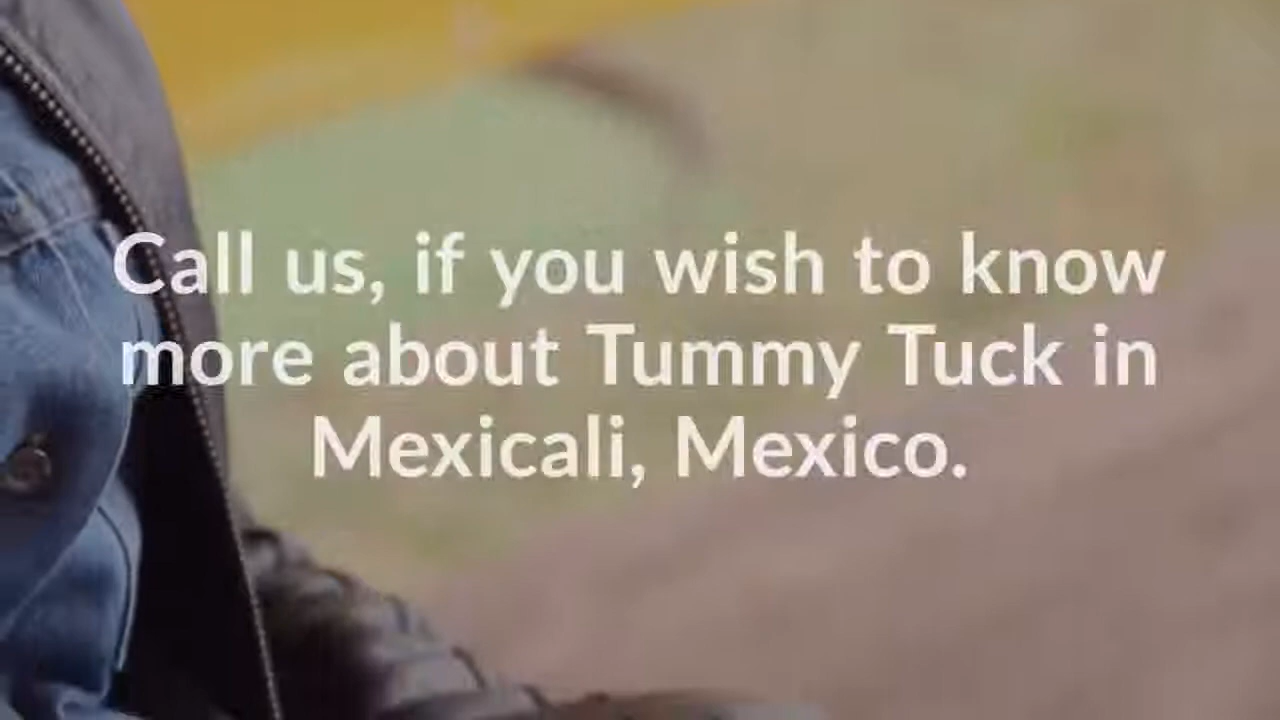 Call us, if you wish to know
more about Tummy Tuck in
Mexicali, Mexico.